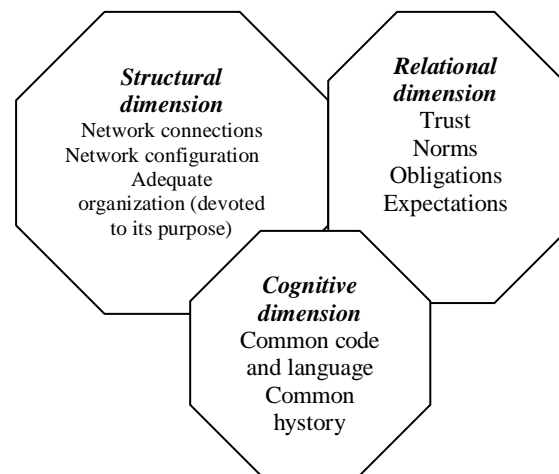 Structural
dimension
Network connections
Network configuration
Adequate
organization (devoted
to its purpose)
Relational
dimension
Trust
Norms
Obligations
Expectations
Cognitive
dimension
Common code
and language
Common
hystory